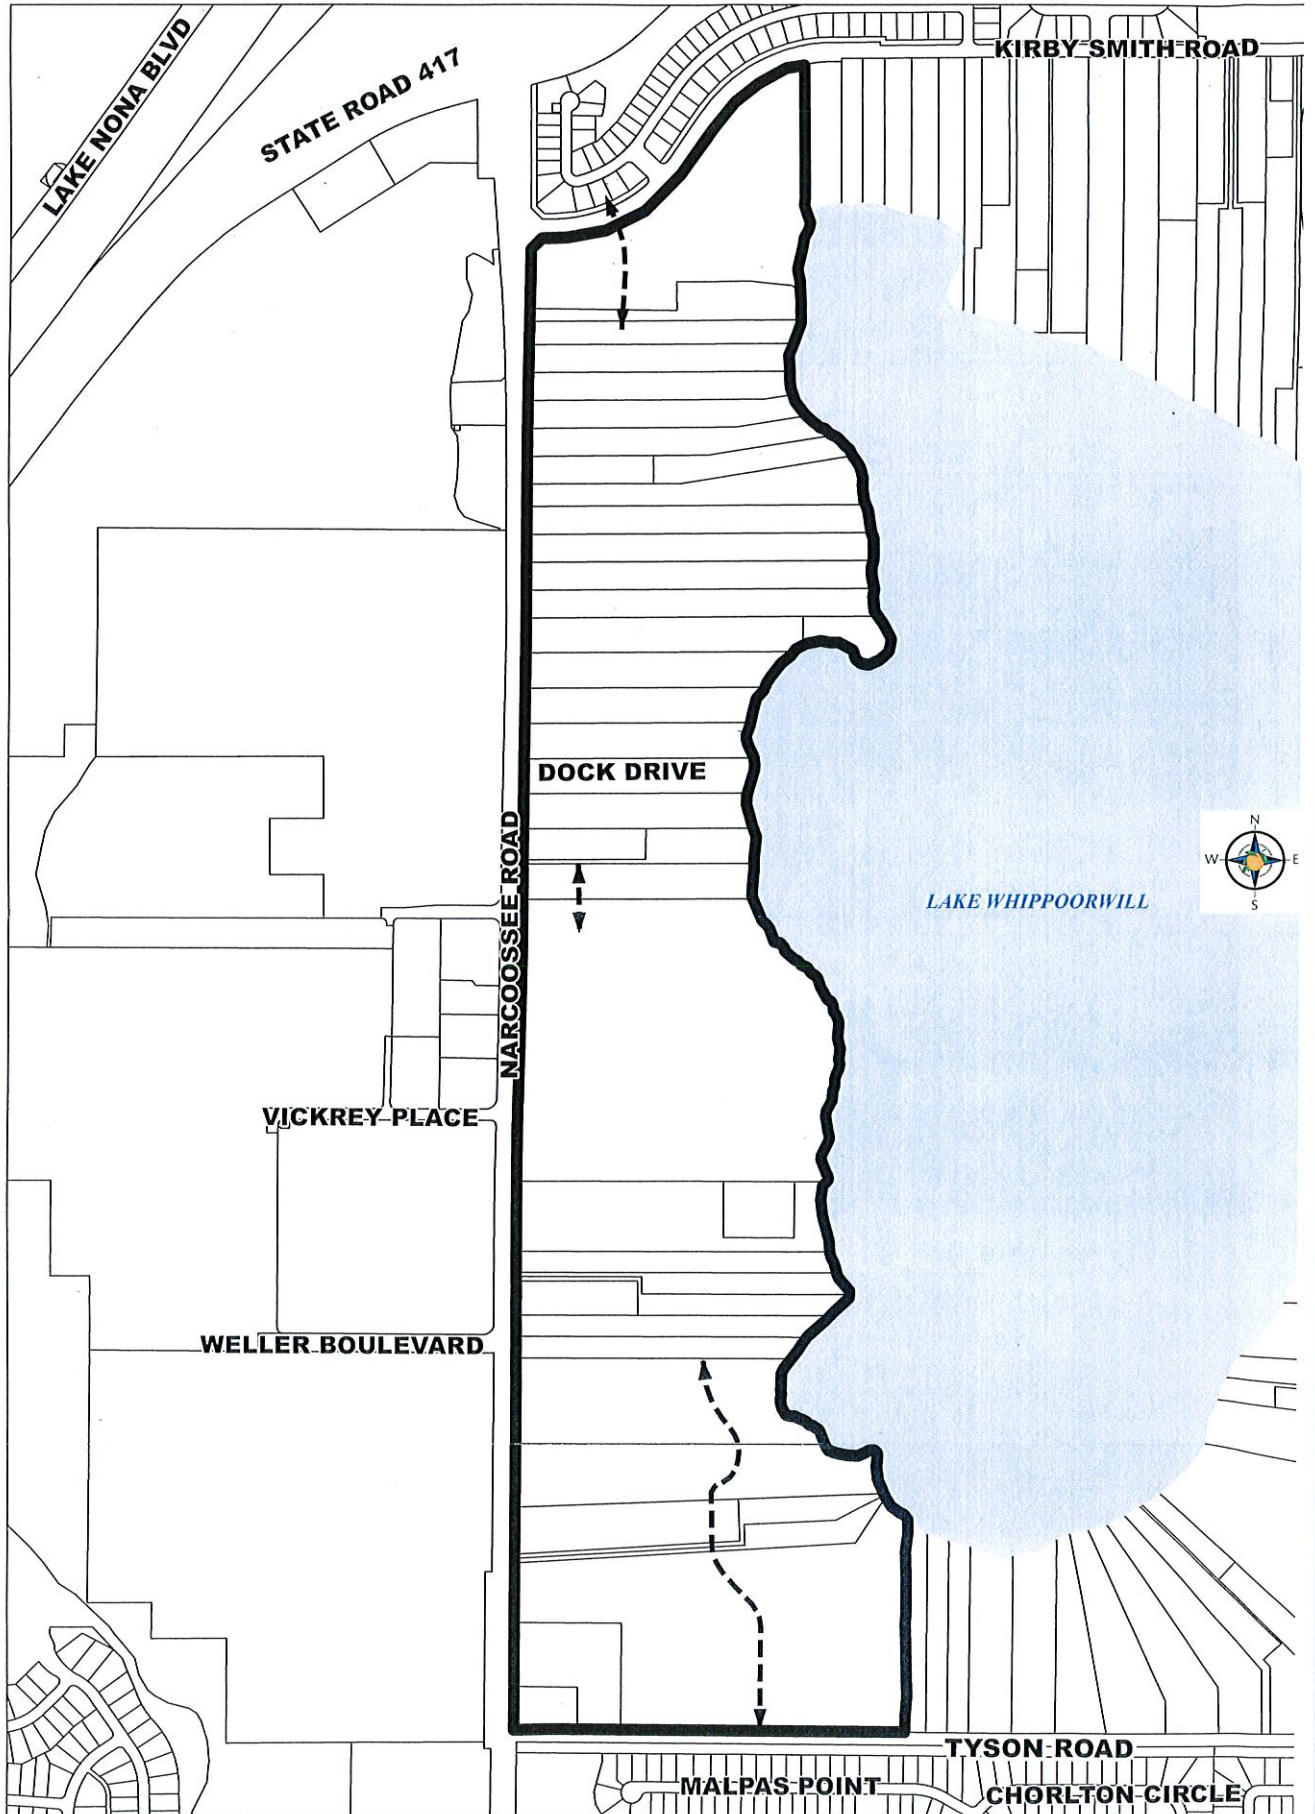 KIRBY SMITH ROAD
LAKE NONA BLVD
STATE ROAD 417
DOCK DRIVE
NARCOOSSEE ROAD
N
W
E
S
LAKE WHIPPOORWILL
VICKREY PLACE
WELLER BOULEVARD
TYSON ROAD
MALPAS POINT
CHORLTON CIRCLE